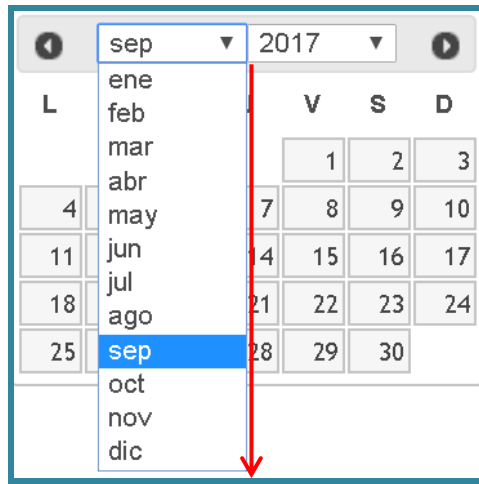 sep ▼ 2017 ▼
L V S D
ene
feb
mar
abr
may
jun
jul
ago
sep
oct
nov
dic
1 2 3
4 7 8 9 10
11 14 15 16 17
18 21 22 23 24
25 28 29 30